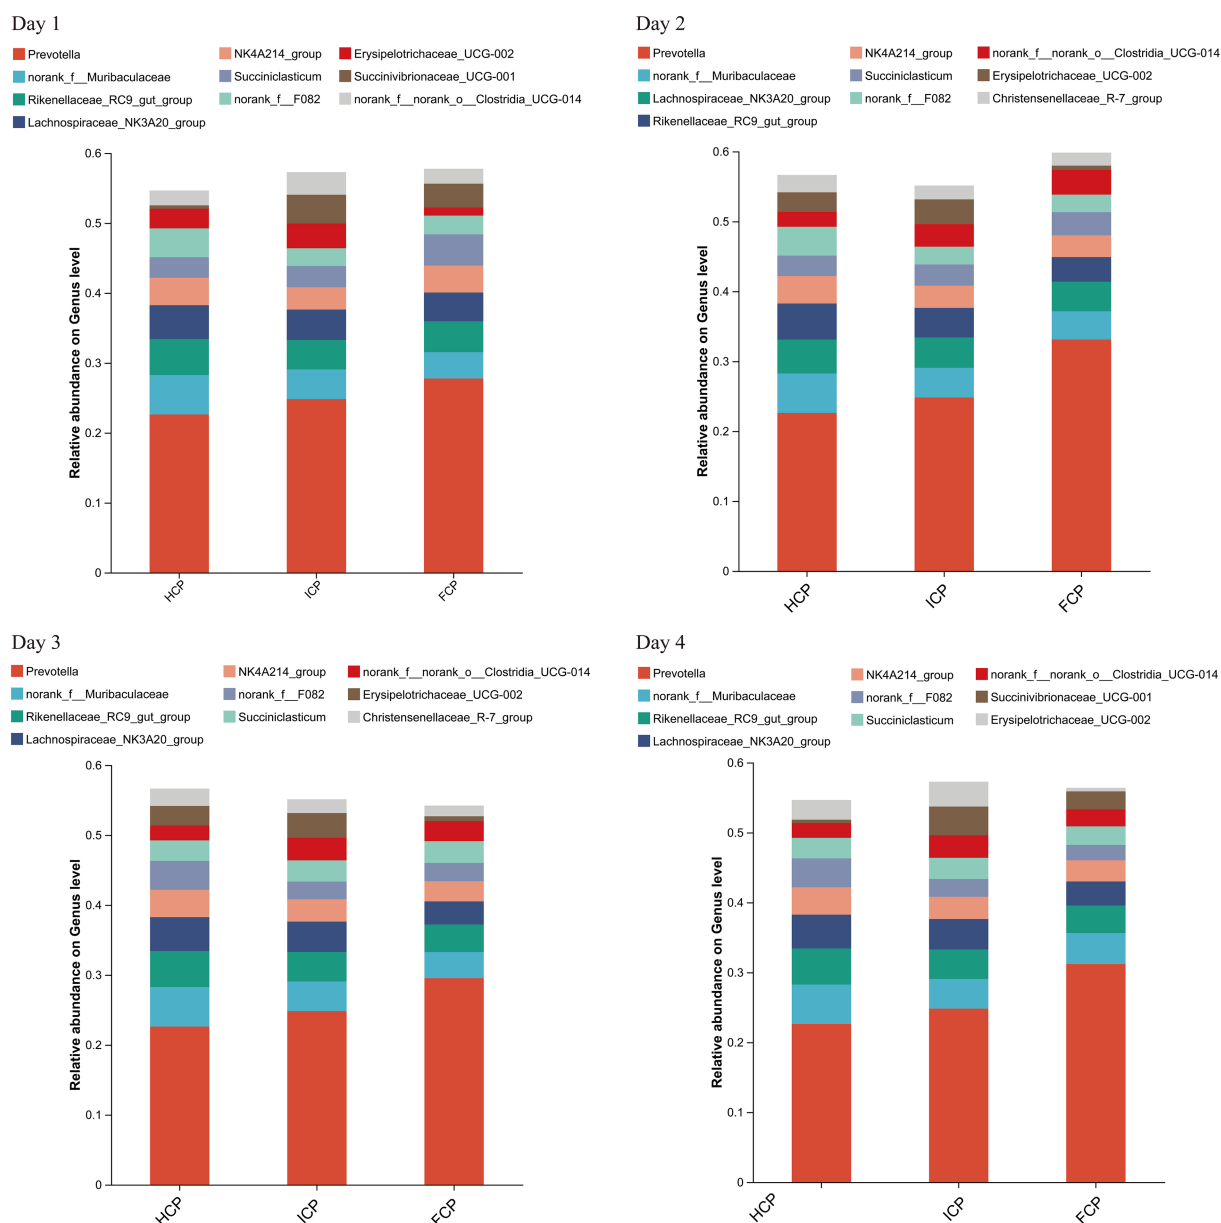 Day 1
Prevotella
norank_f__Muribaculaceae
Rikenellaceae_RC9_gut_group
Lachnospiraceae_NK3A20_group
NK4A214_group
Succiniclasticum
norank_f__F082
Erysipelotrichaceae_UCG-002
Succinivibrionaceae_UCG-001
norank_f__norank_o__Clostridia_UCG-014
Relative abundance on Genus level
0.6
0.5
0.4
0.3
0.2
0.1
0
HCP
ICP
FCP
Day 2
Prevotella
norank_f__Muribaculaceae
Lachnospiraceae_NK3A20_group
Rikenellaceae_RC9_gut_group
NK4A214_group
Succiniclasticum
norank_f__F082
norank_f__norank_o__Clostridia_UCG-014
Erysipelotrichaceae_UCG-002
Christensenellaceae_R-7_group
Relative abundance on Genus level
0.6
0.5
0.4
0.3
0.2
0.1
0
HCP
ICP
FCP
Day 3
Prevotella
norank_f__Muribaculaceae
Rikenellaceae_RC9_gut_group
Lachnospiraceae_NK3A20_group
NK4A214_group
norank_f__F082
Succiniclasticum
norank_f__norank_o__Clostridia_UCG-014
Erysipelotrichaceae_UCG-002
Christensenellaceae_R-7_group
Relative abundance on Genus level
0.6
0.5
0.4
0.3
0.2
0.1
0
HCP
ICP
FCP
Day 4
Prevotella
norank_f__Muribaculaceae
Rikenellaceae_RC9_gut_group
Lachnospiraceae_NK3A20_group
NK4A214_group
norank_f__F082
Succiniclasticum
norank_f__norank_o__Clostridia_UCG-014
Succinivibrionaceae_UCG-001
Erysipelotrichaceae_UCG-002
Relative abundance on Genus level
0.6
0.5
0.4
0.3
0.2
0.1
0
HCP
ICP
FCP